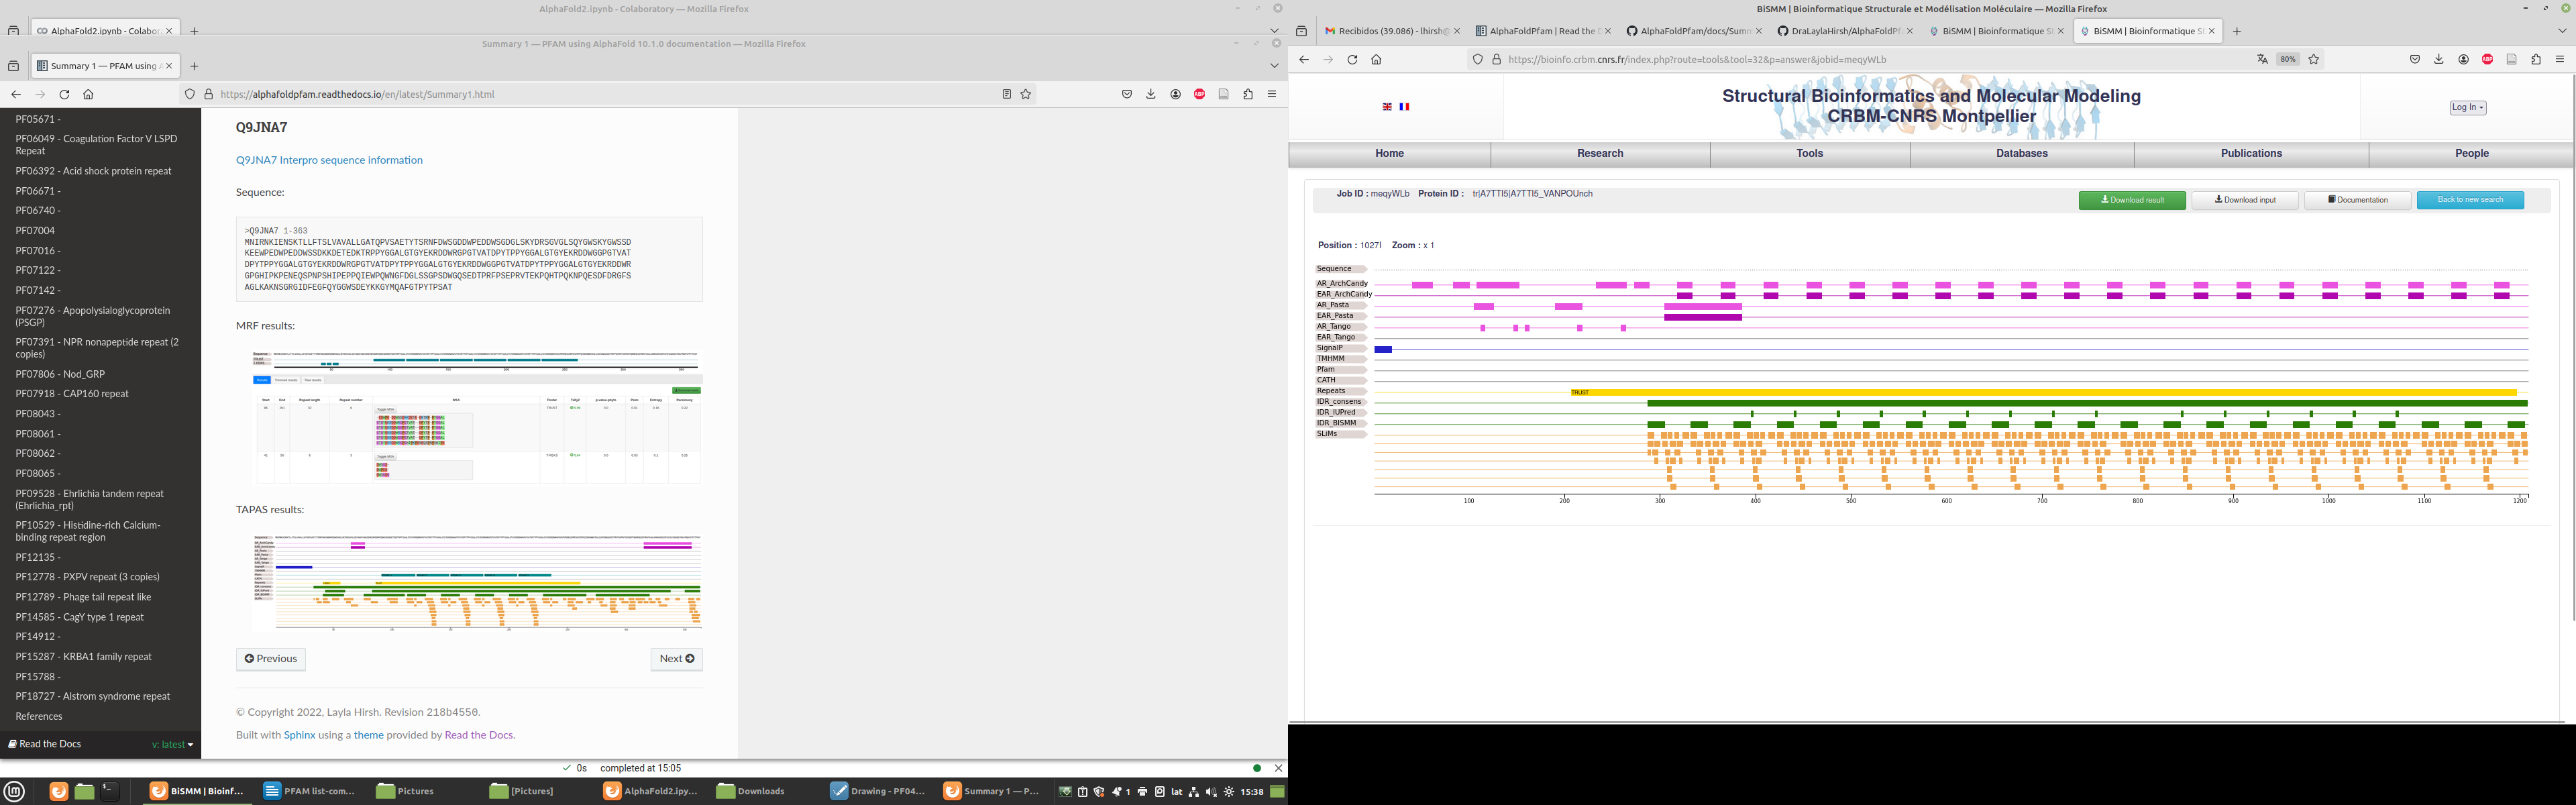 AlphaFold2.ipynb - Colaboratory — Mozilla Firefox
AlphaFold2.ipynb - Colabor
Summary 1 — PFAM using AlphaFold 10.1.0 documentation — Mozilla Firefox
Summary 1 — PFAM using
https://alphafoldpfam.readthedocs.io/en/latest/Summary1.html
PF05671 -
PF06049 - Coagulation Factor V LSPD
Repeat
PF06392 - Acid shock protein repeat
PF06671 -
PF06740 -
PF07004
PF07016 -
PF07122 -
PF07142 -
PF07276 - Apopolysialoglycoprotein
(PSGP)
PF07391 - NPR nonapeptide repeat (2
copies)
PF07806 - Nod_GRP
PF07918 - CAP160 repeat
PF08043 -
PF08061 -
PF08062 -
PF08065 -
PF09528 - Ehrlichia tandem repeat
(Ehrlichia_rpt)
PF10529 - Histidine-rich Calcium-
binding repeat region
PF12135 -
PF12778 - PXPV repeat (3 copies)
PF12789 - Phage tail repeat like
PF14585 - CagY type 1 repeat
PF14912 -
PF15287 - KRBA1 family repeat
PF15788 -
PF18727 - Alstrom syndrome repeat
References
Read the Docs
v: latest
Q9JNA7
Q9JNA7 Interpro sequence information
Sequence:
>Q9JNA7 1-363
MNIRNKIENSKTLLFTSLVAVALLGATQPVSAETYTSRNFDWSGDDWPEDDWSGDGLSKYDRSGVGLSQYGWSKYGWSSD
KEEWPEDWPEDDWSSDKKDETEDKTRPPYGGALGTGYEKRDDWRGPGTVATDPYTPPYGGALGTGYEKRDDWGGPGTVAT
DPYTPPYGGALGTGYEKRDDWRGPGTVATDPYTPPYGGALGTGYEKRDDWGGPGTVATDPYTPPYGGALGTGYEKRDDWR
GPGHIPKPENEQSPNPSHIPEPPQIEWPQWNGFDGLSSGPSDWGQSEDTPRFPSEPRVTEKPQHTPQKNPQESDFDRGFS
AGLKAKNSGRGIDFEGFQYGGWSDEYKKGYMQAFGTPYTPSAT
MRF results:
TAPAS results:
Previous
Next
© Copyright 2022, Layla Hirsh. Revision 218b4550.
Built with Sphinx using a theme provided by Read the Docs.
0s completed at 15:05
BiSMM | Bioinf...
PFAM list-com...
Pictures
[Pictures]
AlphaFold2.ipy...
Downloads
Drawing - PF04...
Summary 1 — P...
1
lat
15:38
BiSMM | Bioinformatique Structurale et Modélisation Moléculaire — Mozilla Firefox
Recibidos (39.086) - lhirsh@
AlphaFoldPfam | Read the D
AlphaFoldPfam/docs/Summ
DraLaylaHirsh/AlphaFoldPf
BiSMM | Bioinformatique S
BiSMM | Bioinformatique S
https://bioinfo.crbm.cnrs.fr/index.php?route=tools&tool=32&p=answer&jobid=meqyWLb
80%
Structural Bioinformatics and Molecular Modeling
CRBM-CNRS Montpellier
Log In
Home
Research
Tools
Databases
Publications
People
Job ID : meqyWLb Protein ID : tr|A7TTI5|A7TTI5_VANPOUnch
Download result
Download input
Documentation
Back to new search
Position : 1027I Zoom : x 1
Sequence
AR_ArchCandy
EAR_ArchCandy
AR_Pasta
EAR_Pasta
AR_Tango
EAR_Tango
SignalP
TMHMM
Pfam
CATH
Repeats
TRUST
IDR_consens
IDR_IUPred
IDR_BISMM
SLiMs
100 200 300 400 500 600 700 800 900 1000 1100 1200